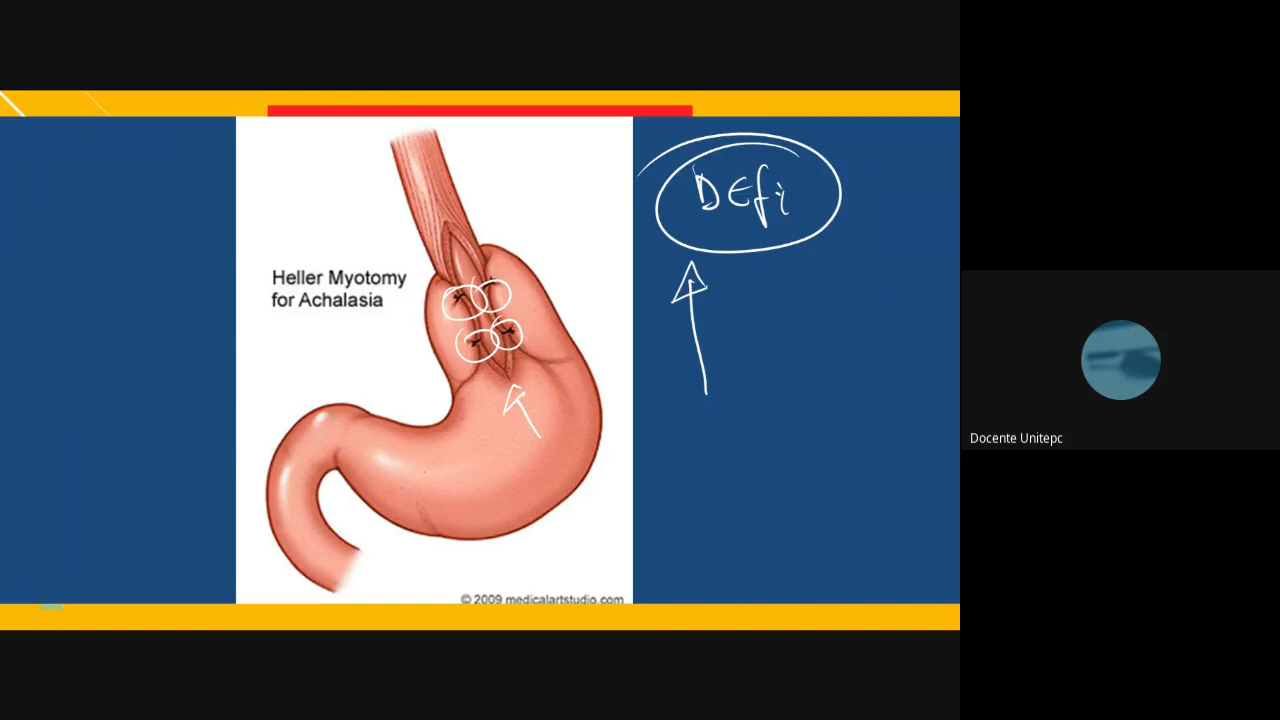 DEfi
Heller Myotomy
for Achalasia
Docente Unitepc
© 2009 medicalartstudio.com